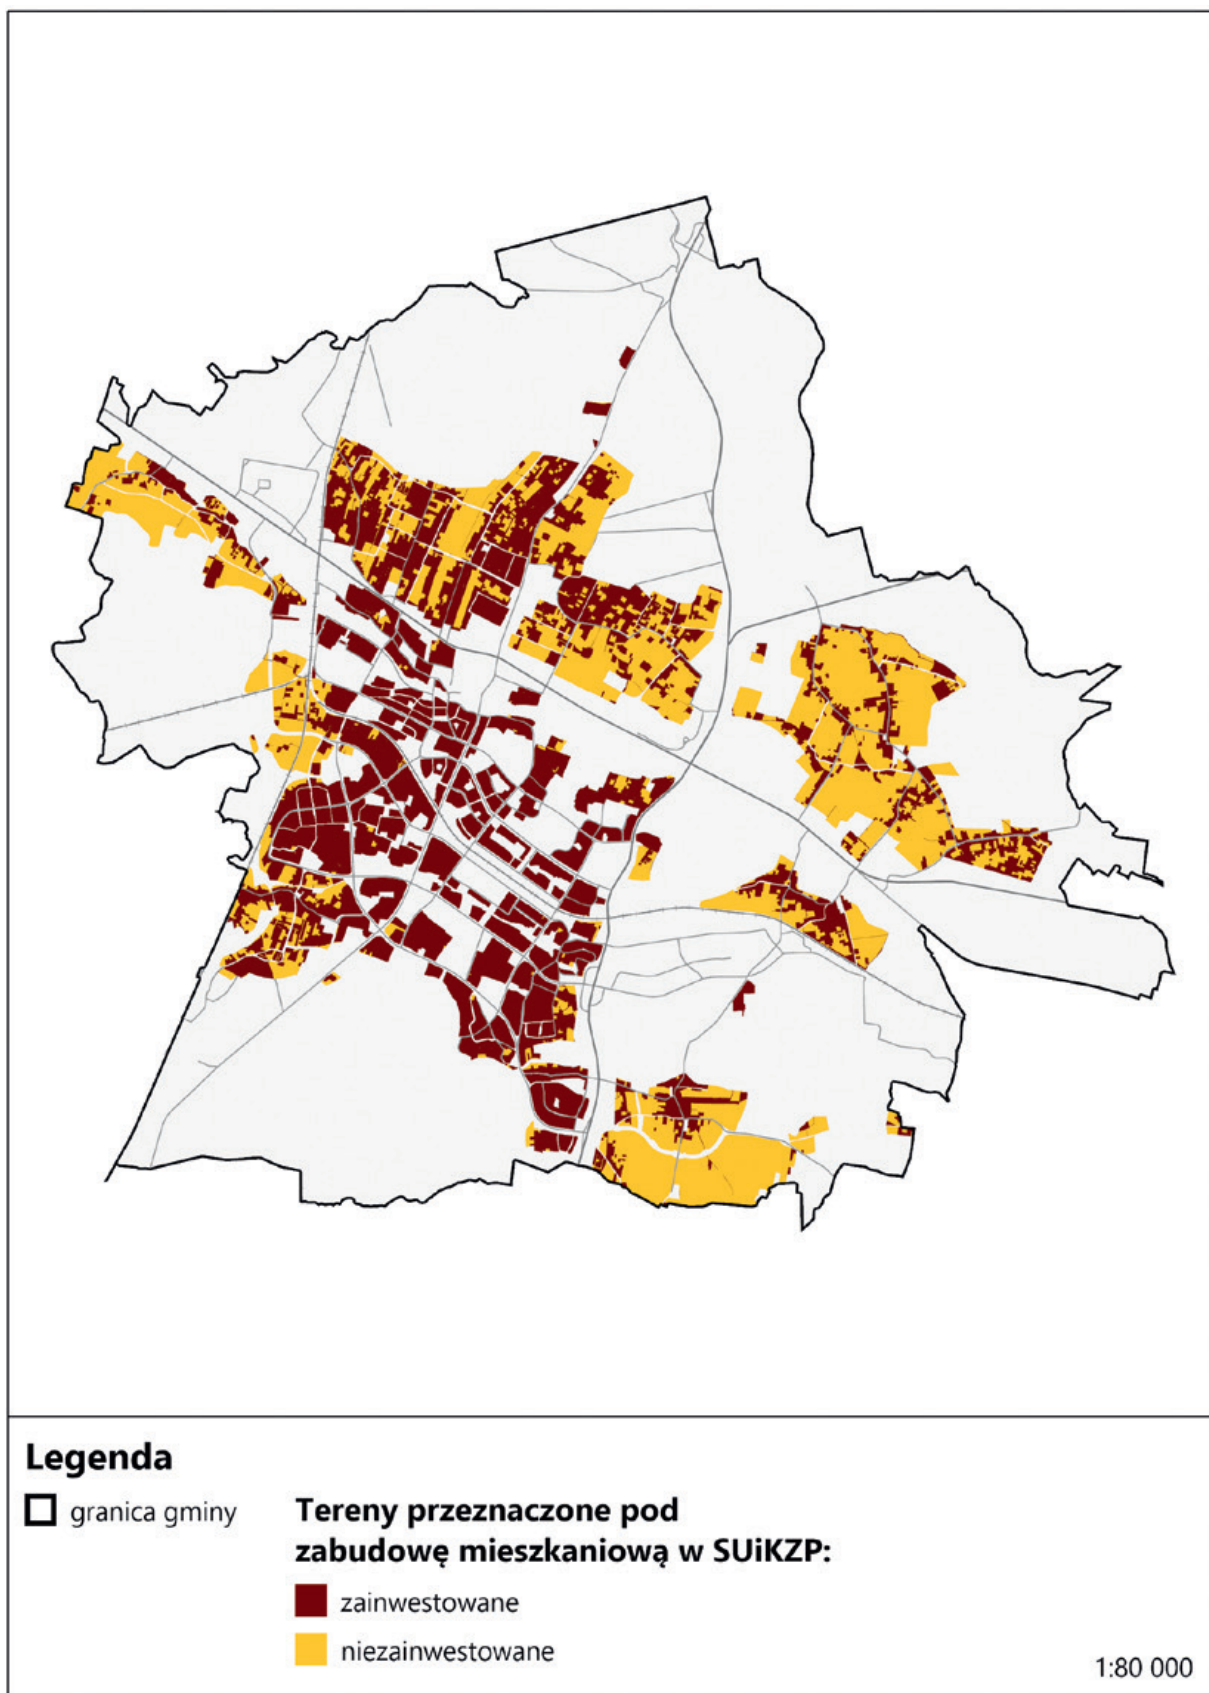 Legenda
granica gminy
Tereny przeznaczone pod
zabudowę mieszkaniową w SUiKZP:
zainwestowane
niezainwestowane
1:80 000